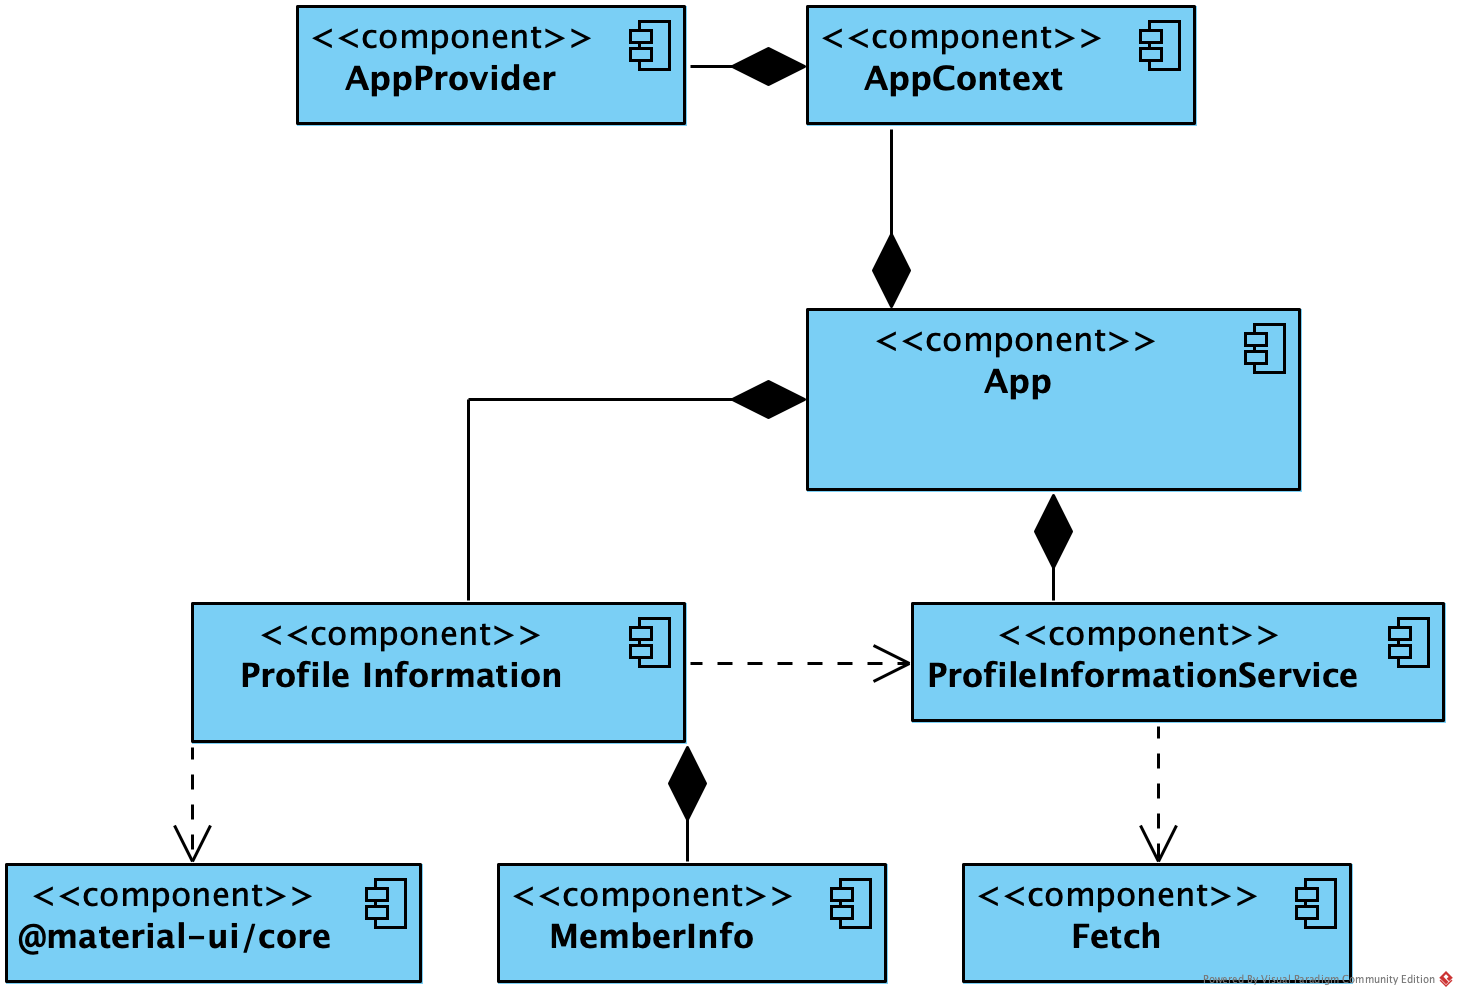 <<component>>
AppProvider
<<component>>
AppContext
<<component>>
App
<<component>>
Profile Information
<<component>>
ProfileInformationService
<<component>>
@material-ui/core
<<component>>
MemberInfo
<<component>>
Fetch
Powered By Visual Paradigm Community Edition